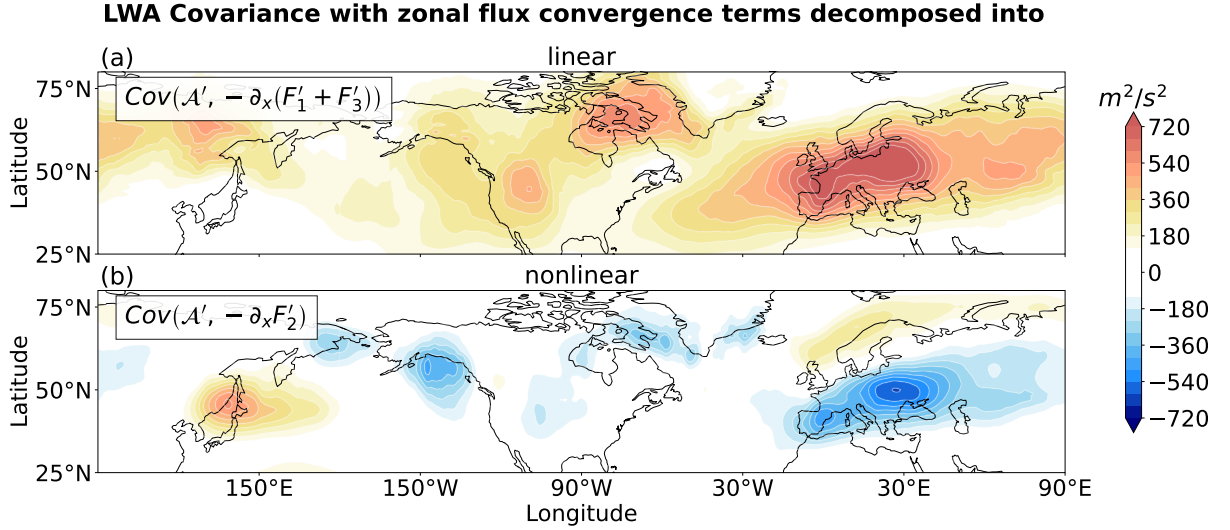 LWA Covariance with zonal flux convergence terms decomposed into
(a)
linear
Cov(𝒜′, − ∂ₓ(F′₁ + F′₃))
Latitude
75°N
50°N
25°N
(b)
nonlinear
Cov(𝒜′, − ∂ₓF′₂)
Latitude
75°N
50°N
25°N
150°E
150°W
90°W
30°W
30°E
90°E
Longitude
m²/s²
720
540
360
180
0
−180
−360
−540
−720